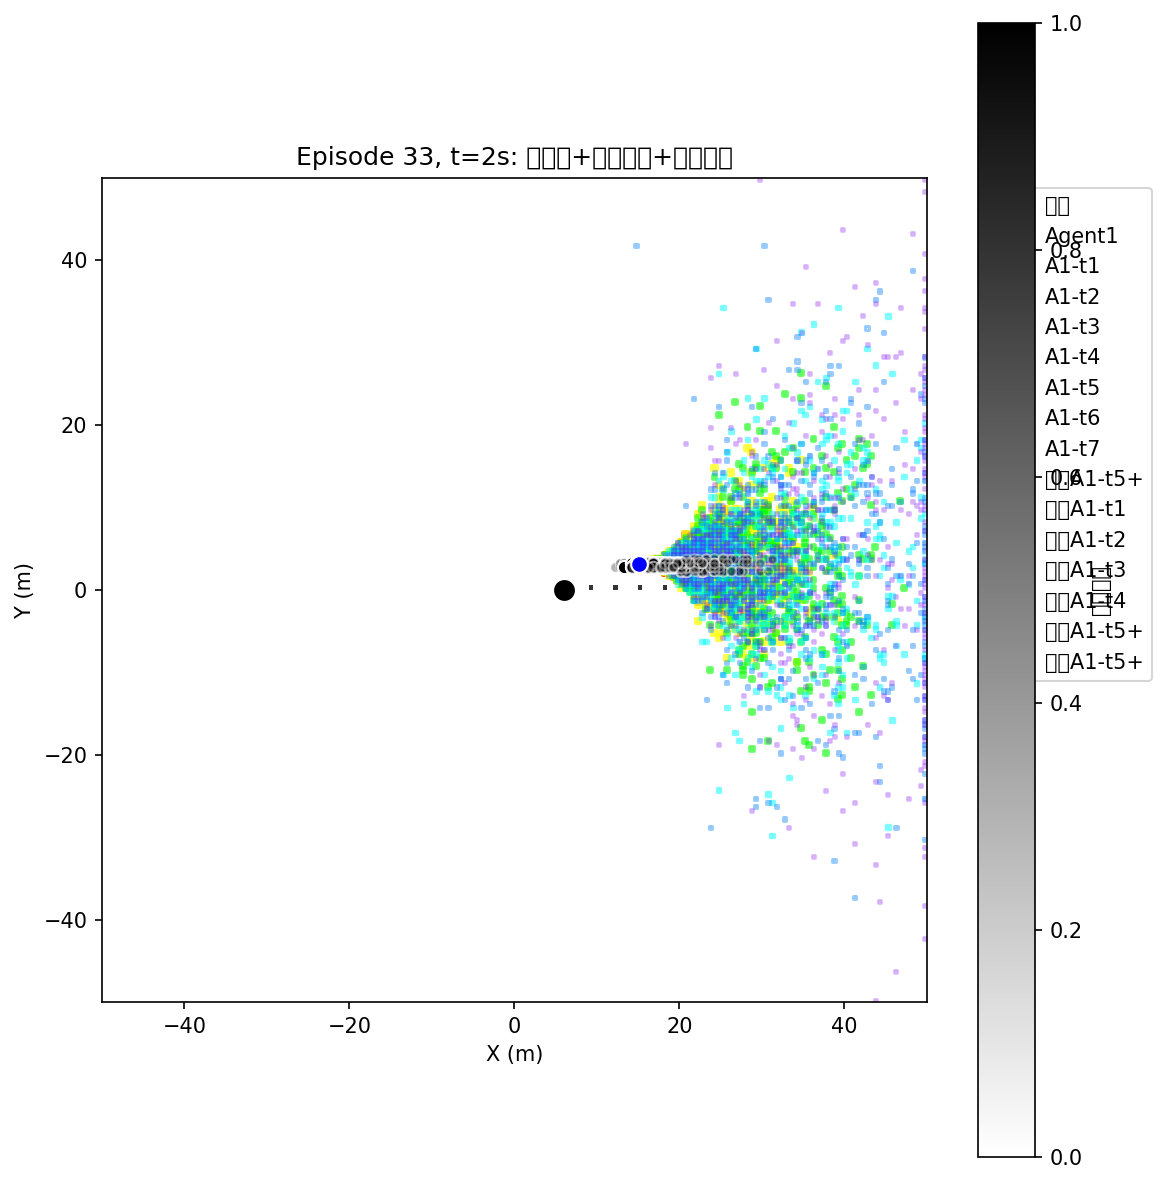 Episode 33, t=2s: □□□+□□□□+□□□□
40
20
0
−20
−40
Y (m)
−40
−20
0
20
40
X (m)
1.0
0.8
0.6
0.4
0.2
0.0
□□□
□□
Agent1
A1-t1
A1-t2
A1-t3
A1-t4
A1-t5
A1-t6
A1-t7
□□A1-t5+
□□A1-t1
□□A1-t2
□□A1-t3
□□A1-t4
□□A1-t5+
□□A1-t5+